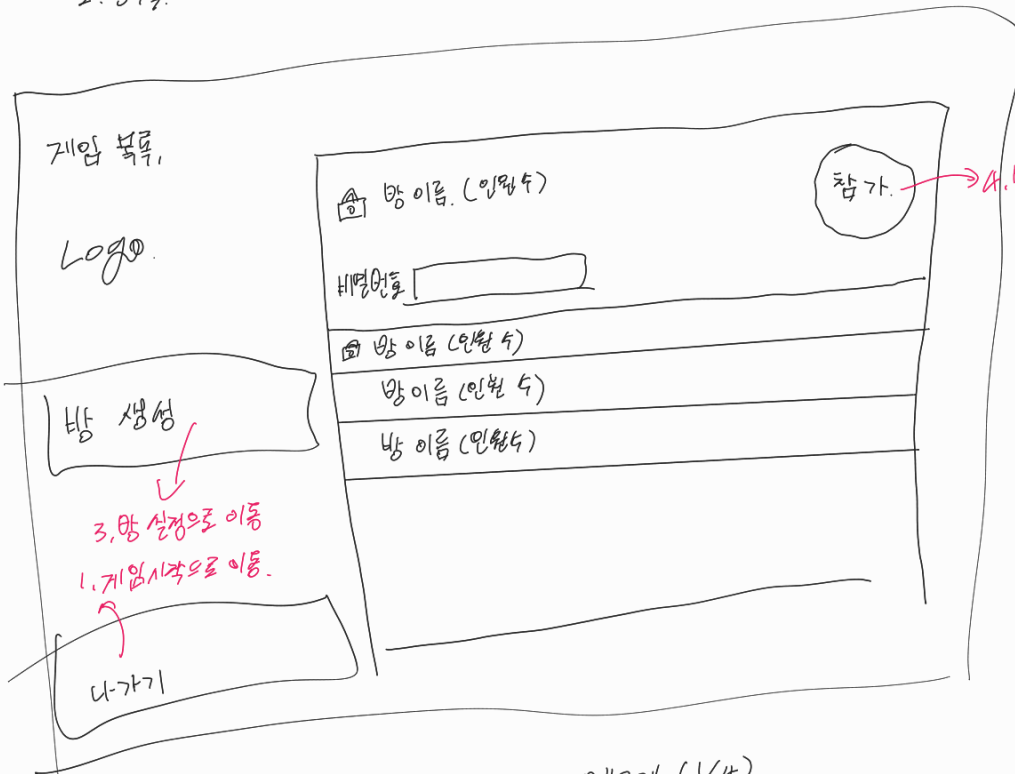 게임 목록,
Logo.
방 이름. (인원수)
참가.
4.
비밀번호
방 이름 (인원 수)
방 이름 (인원 수)
방 이름 (인원수)
방 생성
3. 방 설정으로 이동
1. 게임시작으로 이동.
나가기